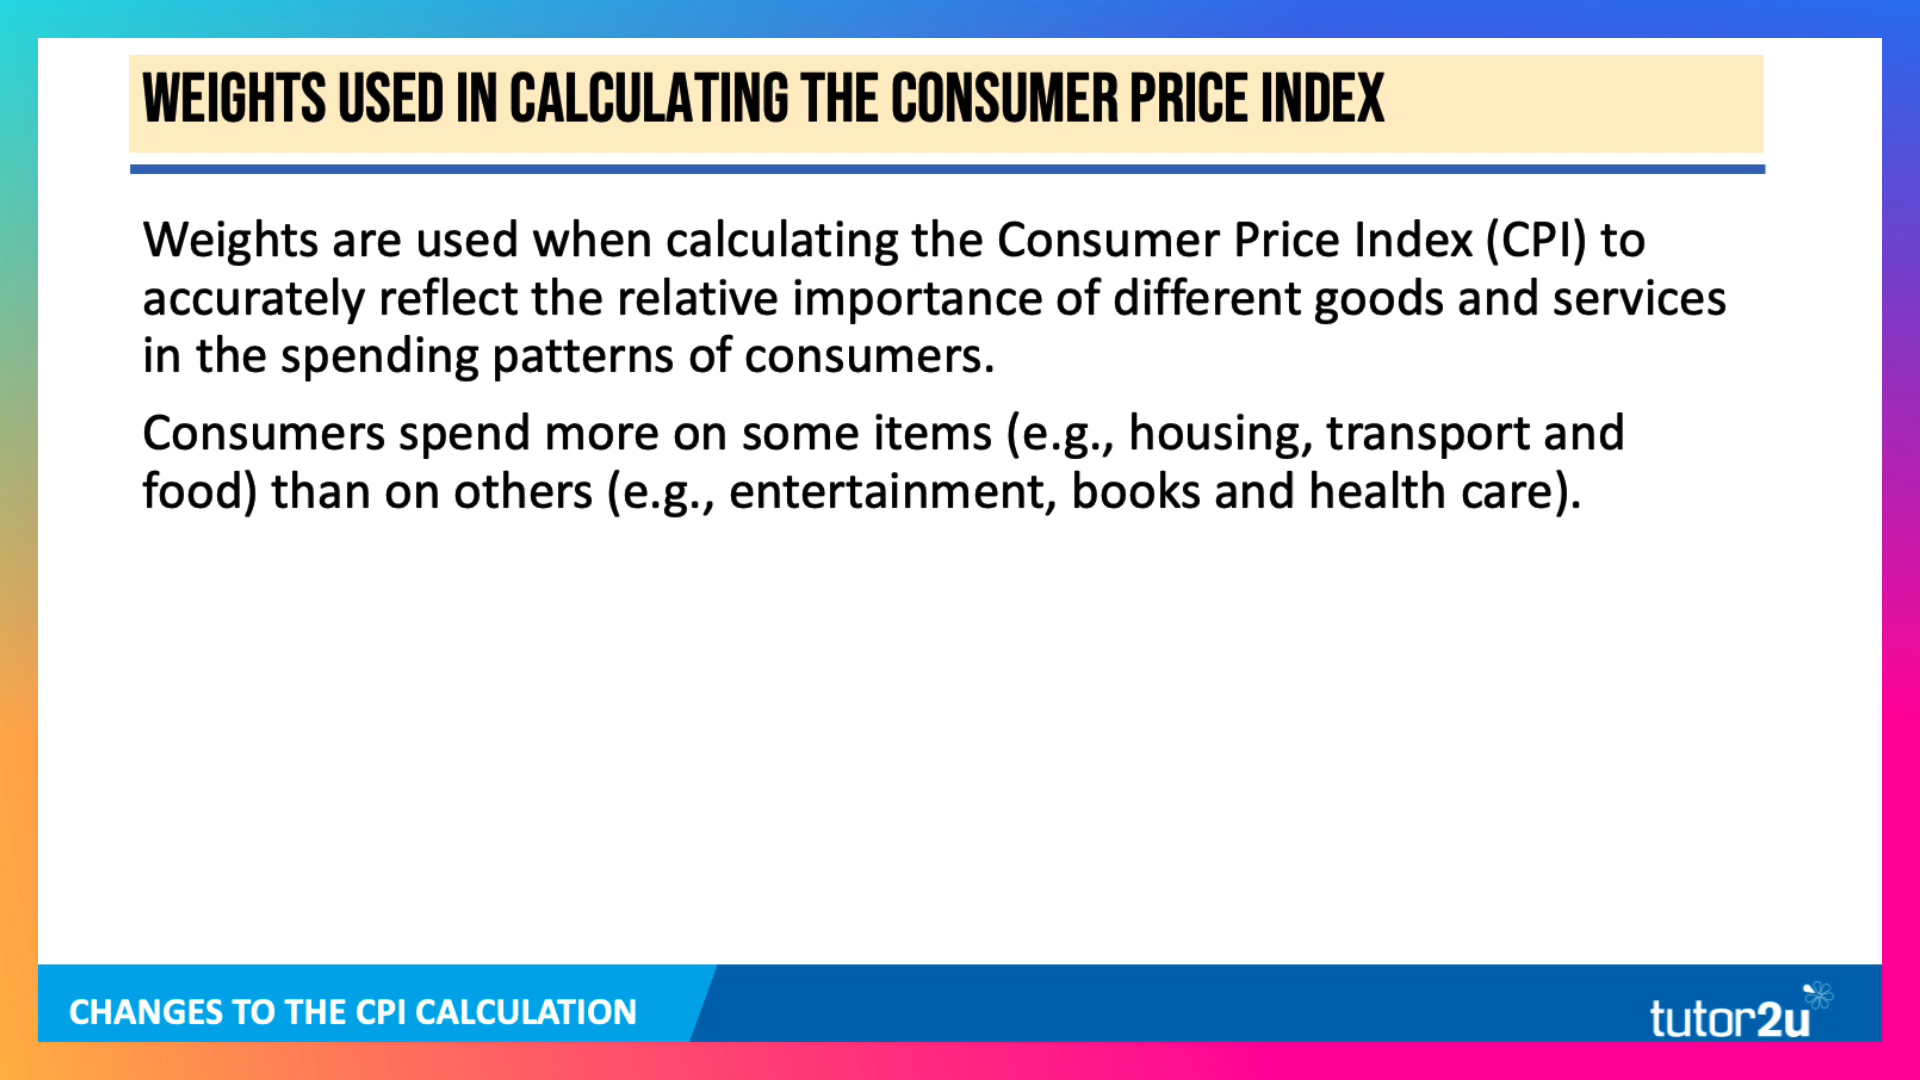 WEIGHTS USED IN CALCULATING THE CONSUMER PRICE INDEX
Weights are used when calculating the Consumer Price Index (CPI) to
accurately reflect the relative importance of different goods and services
in the spending patterns of consumers.
Consumers spend more on some items (e.g., housing, transport and
food) than on others (e.g., entertainment, books and health care).
CHANGES TO THE CPI CALCULATION
tutor2u